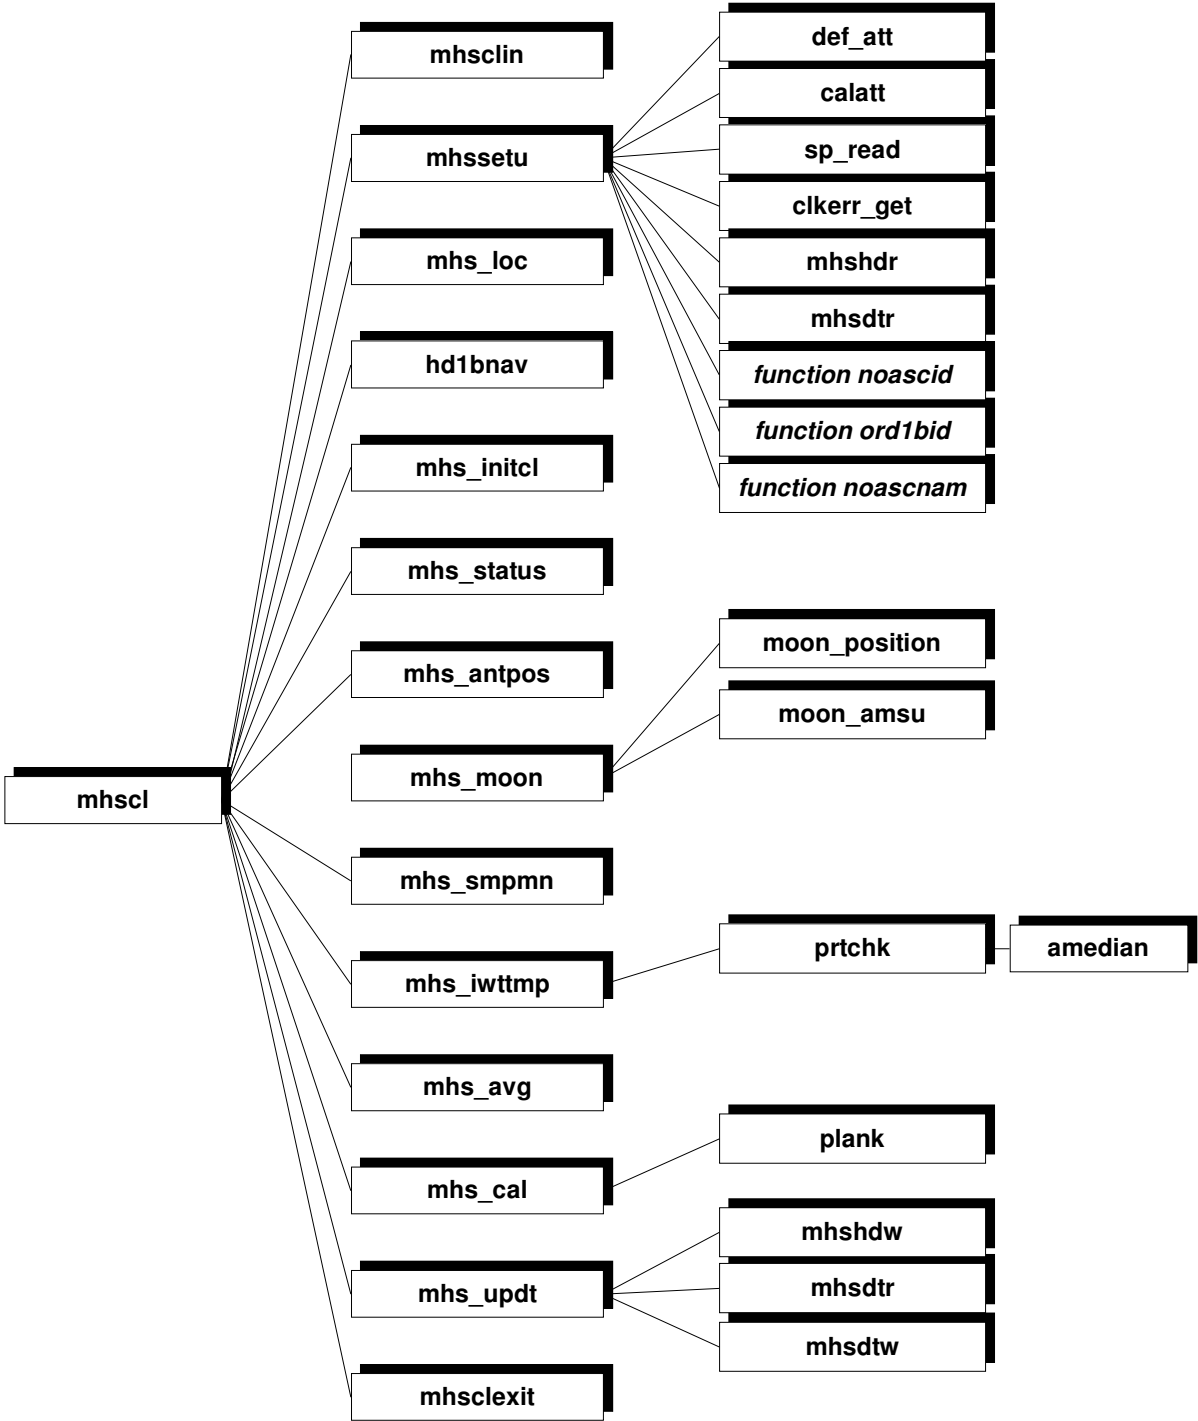 mhscl
mhsclin
mhssetu
def_att
calatt
sp_read
clkerr_get
mhshdr
mhsdtr
function noascid
function ord1bid
function noascnam
mhs_loc
hd1bnav
mhs_initcl
mhs_status
mhs_antpos
mhs_moon
moon_position
moon_amsu
mhs_smpmn
mhs_iwttmp
prtchk
amedian
mhs_avg
mhs_cal
plank
mhs_updt
mhshdw
mhsdtr
mhsdtw
mhsclexit